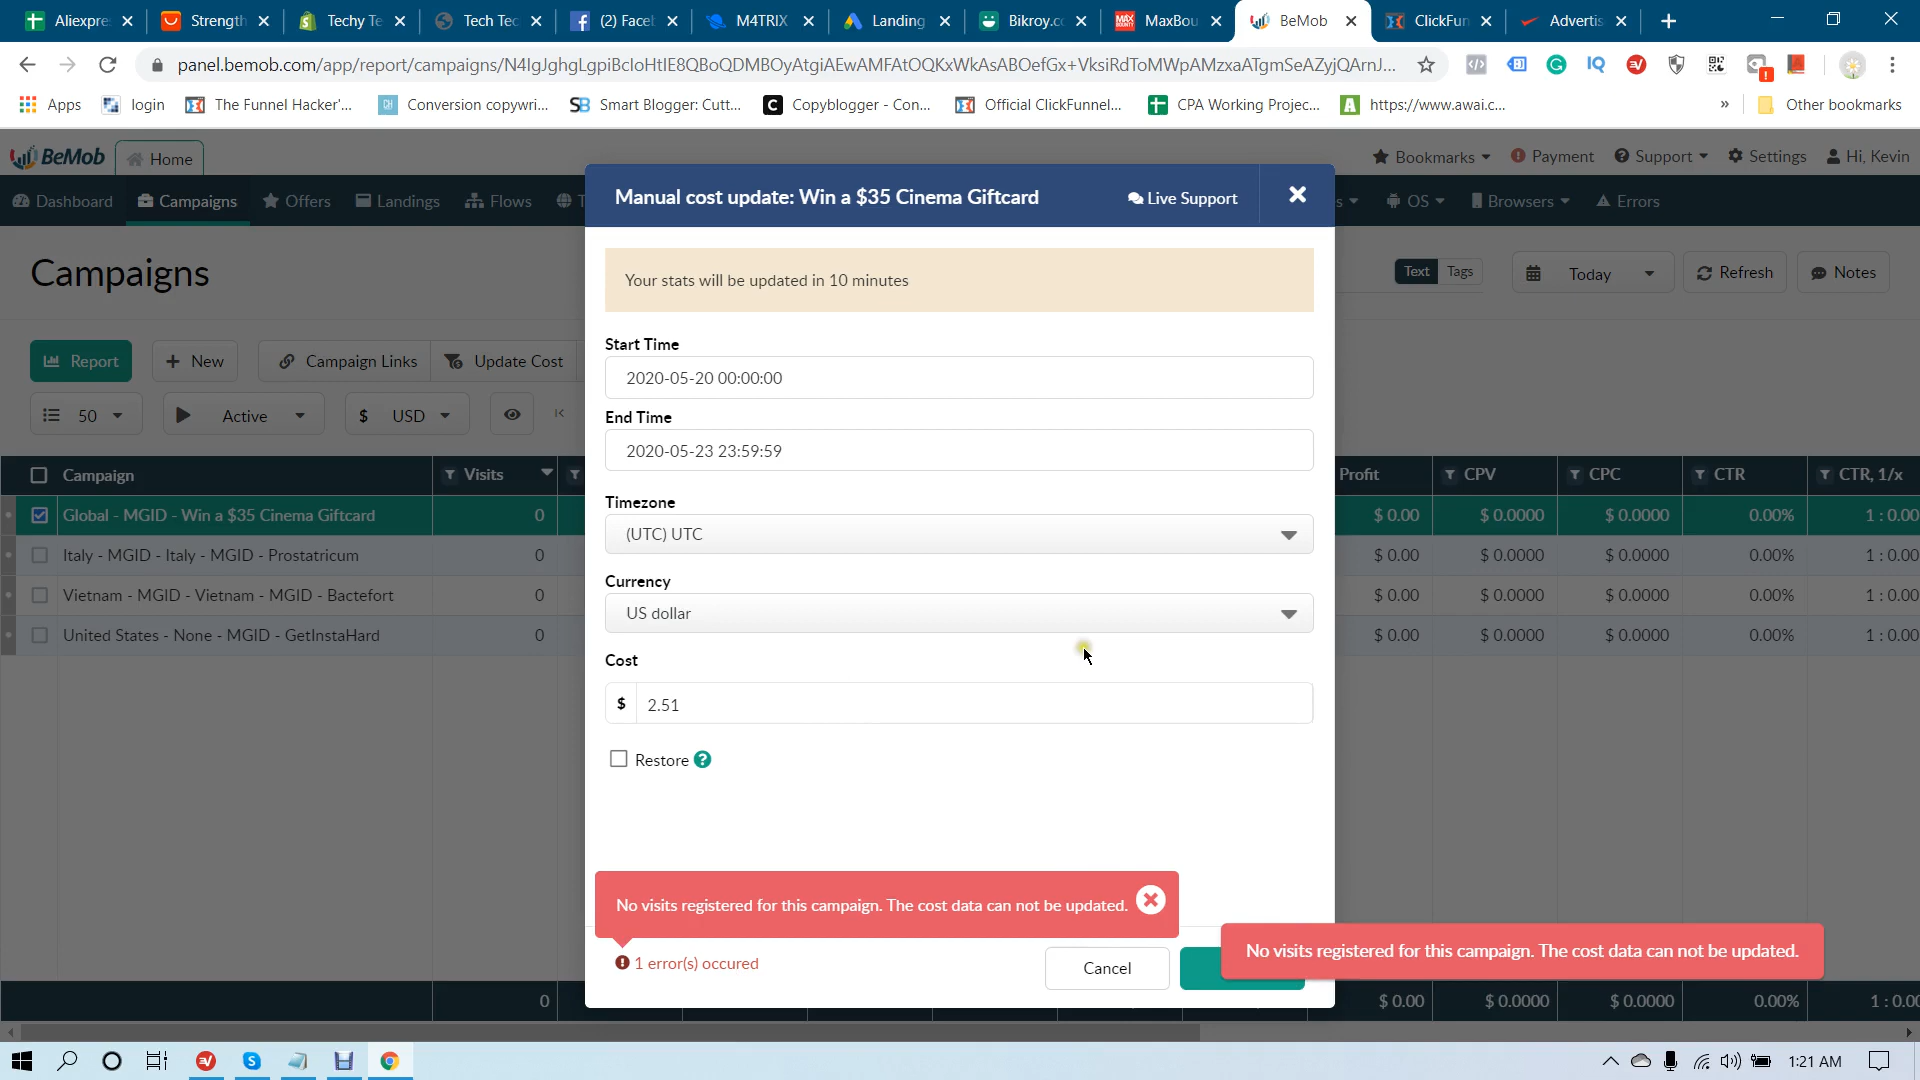 Aliexpre
Strength
Techy Te
Tech Tec
(2) Faceb
M4TRIX
Landing
Bikroy.co
MAX BOUNTY
MaxBou
BeMob
ClickFun
Advertis
panel.bemob.com/app/report/campaigns/N4IgJghgLgpiBcIoHtIE8QBoQDMBOyAtgiAEwAMFAtOQKxWkAsABOefGx+VksiRdToMWpAMzxaATgmSeAZyjQArnJ...
Apps
login
The Funnel Hacker'...
CH
Conversion copywri...
SB
Smart Blogger: Cutt...
C
Copyblogger - Con...
Official ClickFunnel...
CPA Working Projec...
A
https://www.awai.c...
»
Other bookmarks
BeMob
Home
Bookmarks
Payment
Support
Settings
Hi, Kevin
Dashboard
Campaigns
Offers
Landings
Flows
T
s
OS
Browsers
Errors
Manual cost update: Win a $35 Cinema Giftcard
Live Support
Campaigns
Text
Tags
Today
Refresh
Notes
Your stats will be updated in 10 minutes
Report
New
Campaign Links
Update Cost
50
Active
$ USD
Start Time
2020-05-20 00:00:00
End Time
2020-05-23 23:59:59
Timezone
(UTC) UTC
Currency
US dollar
Cost
$ 2.51
Restore ?
Campaign
Visits
Profit
CPV
CPC
CTR
CTR, 1/x
Global - MGID - Win a $35 Cinema Giftcard
0
$ 0.00
$ 0.0000
$ 0.0000
0.00%
1 : 0.00
Italy - MGID - Italy - MGID - Prostatricum
0
$ 0.00
$ 0.0000
$ 0.0000
0.00%
1 : 0.00
Vietnam - MGID - Vietnam - MGID - Bactefort
0
$ 0.00
$ 0.0000
$ 0.0000
0.00%
1 : 0.00
United States - None - MGID - GetInstaHard
0
$ 0.00
$ 0.0000
$ 0.0000
0.00%
1 : 0.00
No visits registered for this campaign. The cost data can not be updated.
1 error(s) occured
Cancel
No visits registered for this campaign. The cost data can not be updated.
0
$ 0.00
$ 0.0000
$ 0.0000
0.00%
1 : 0.00
1:21 AM